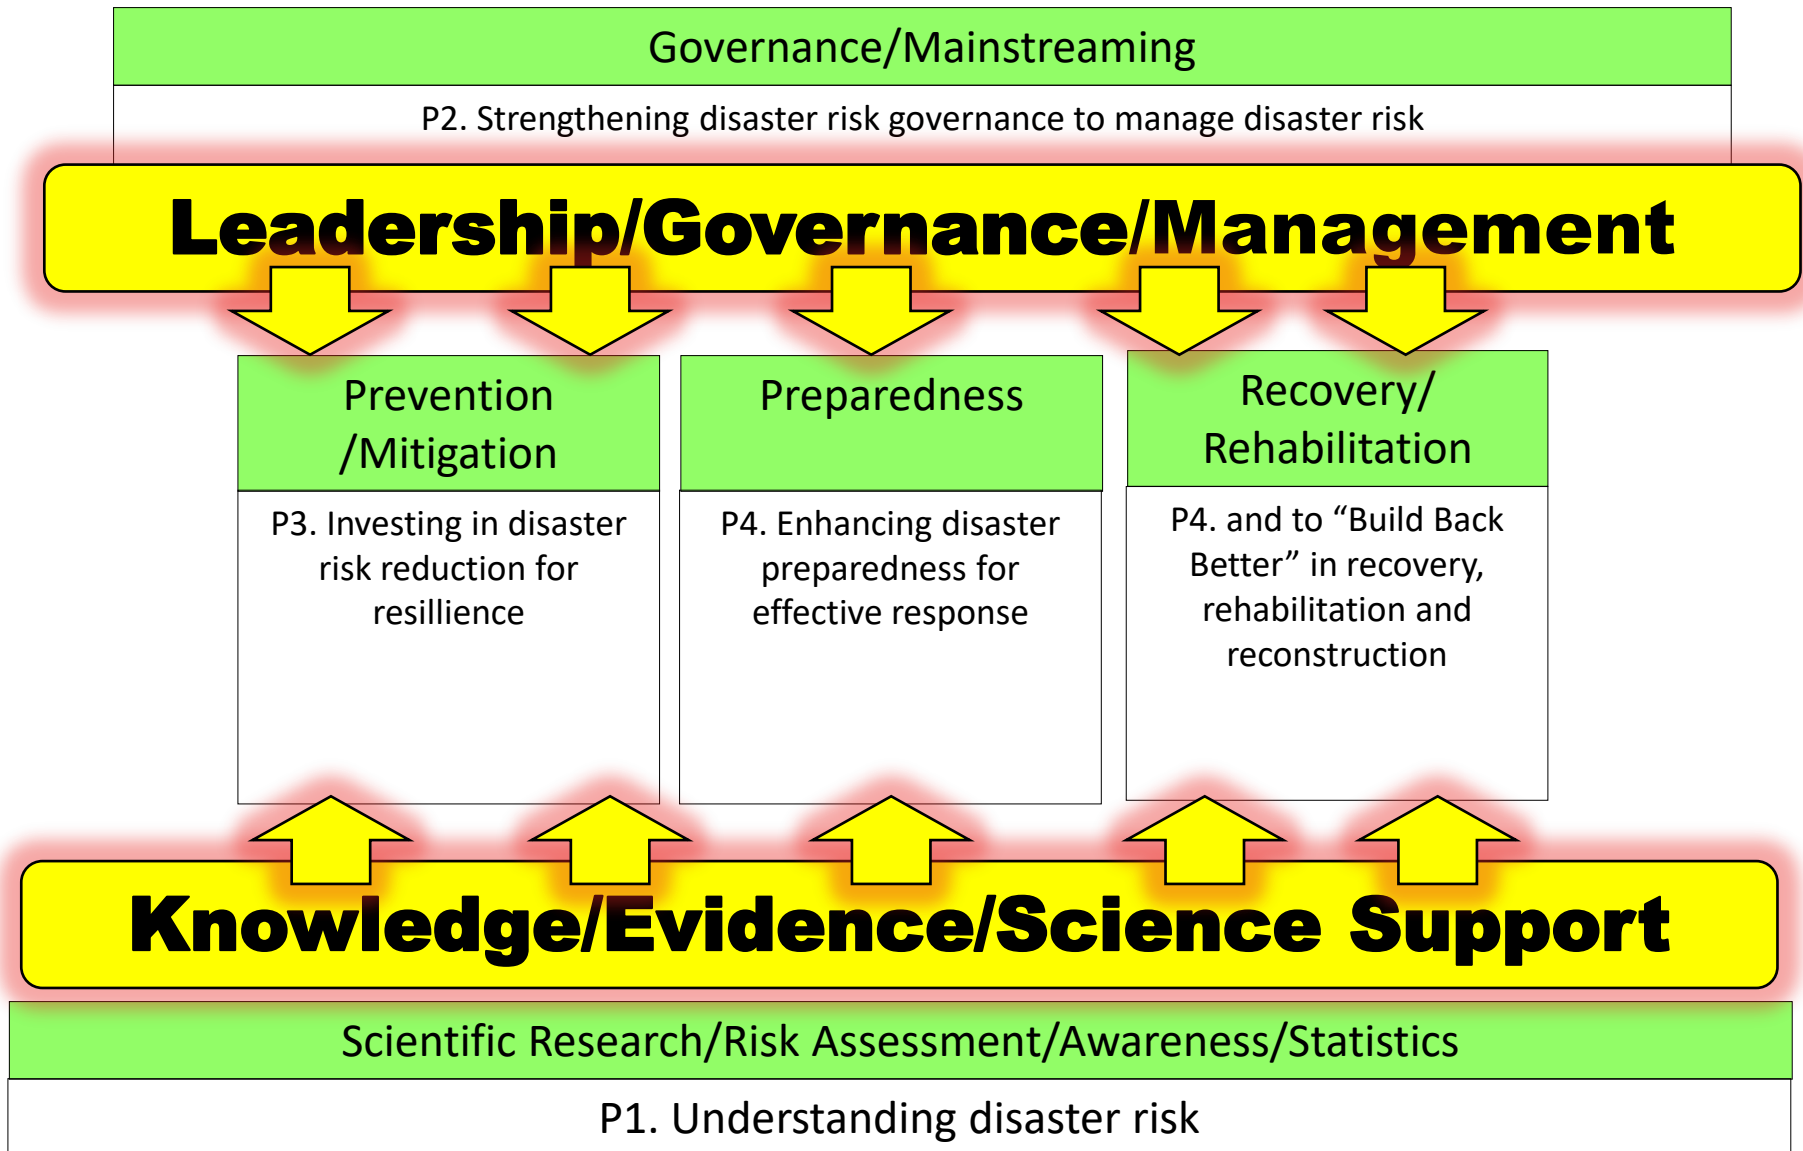 Governance/Mainstreaming
P2. Strengthening disaster risk governance to manage disaster risk
Leadership/Governance/Management
Prevention
/Mitigation
P3. Investing in disaster
risk reduction for
resillience
Preparedness
P4. Enhancing disaster
preparedness for
effective response
Recovery/
Rehabilitation
P4. and to “Build Back
Better” in recovery,
rehabilitation and
reconstruction
Knowledge/Evidence/Science Support
Scientific Research/Risk Assessment/Awareness/Statistics
P1. Understanding disaster risk